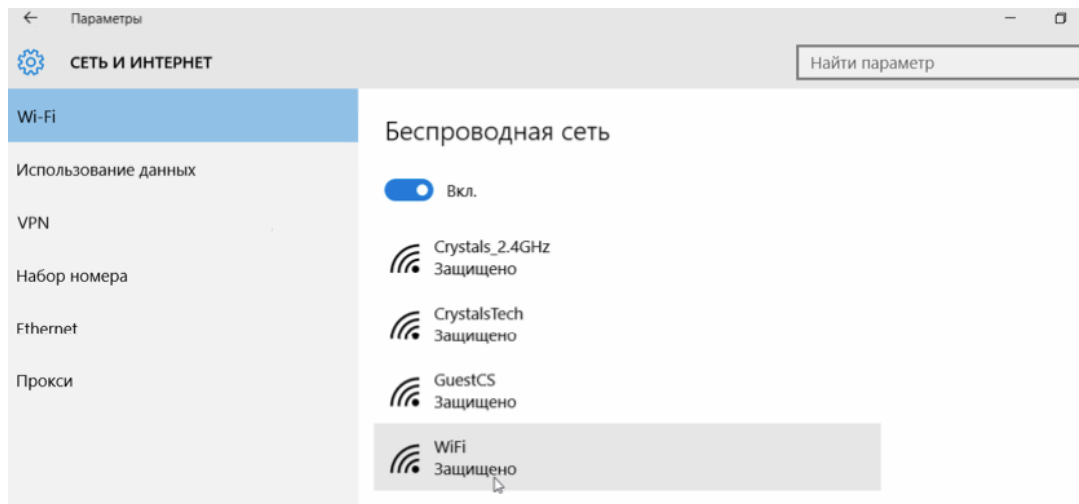 Параметры
СЕТЬ И ИНТЕРНЕТ
Найти параметр
Wi-Fi
Использование данных
VPN
Набор номера
Ethernet
Прокси
Беспроводная сеть
Вкл.
Crystals_2.4GHz
Защищено
CrystalsTech
Защищено
GuestCS
Защищено
WiFi
Защищено